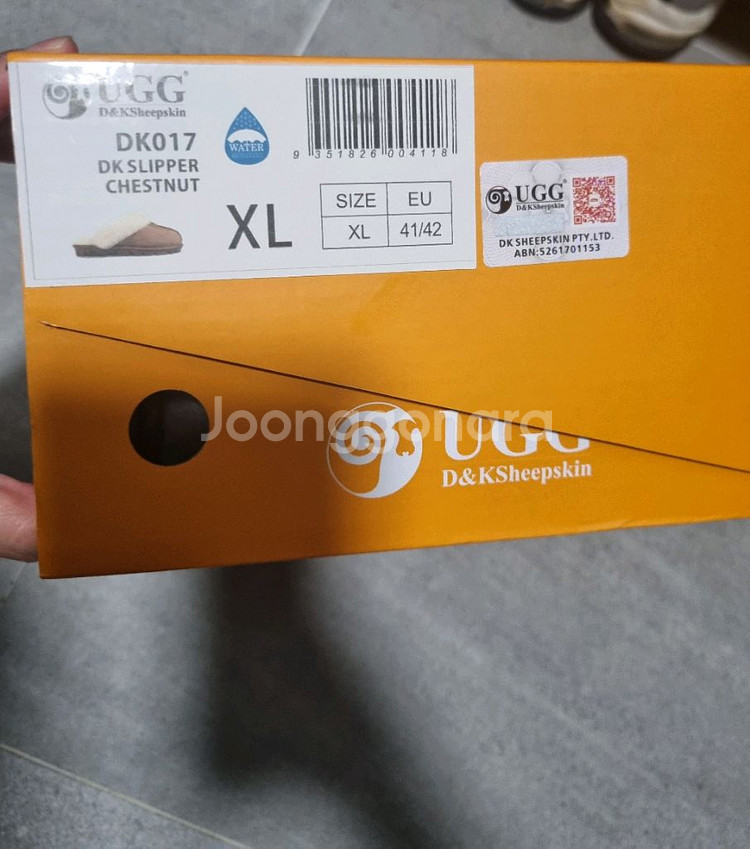 UGG
D&KSheepskin
DK017
DK SLIPPER
CHESTNUT
WATER
9 351826 004118
XL
SIZE EU
XL 41/42
UGG
D&KSheepskin
DK SHEEPSKIN PTY.LTD.
ABN:5261701153
Joonggonara
UGG
D&KSheepskin